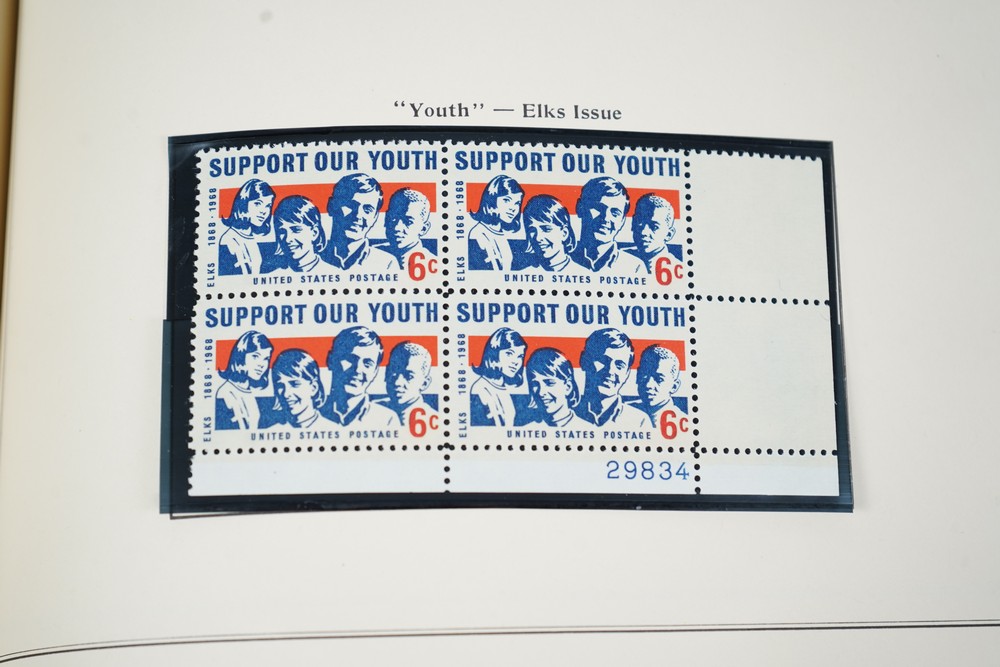 "Youth" — Elks Issue
SUPPORT OUR YOUTH
ELKS 1868 · 1968
6c
UNITED STATES POSTAGE
SUPPORT OUR YOUTH
ELKS 1868 · 1968
6c
UNITED STATES POSTAGE
SUPPORT OUR YOUTH
ELKS 1868 · 1968
6c
UNITED STATES POSTAGE
SUPPORT OUR YOUTH
ELKS 1868 · 1968
6c
UNITED STATES POSTAGE
29834